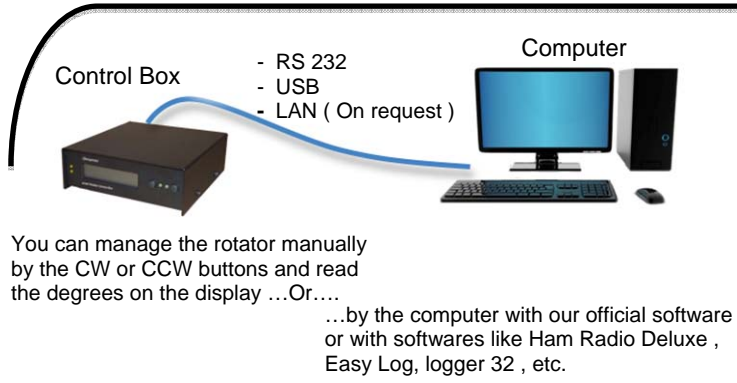 Control Box
- RS 232
- USB
- LAN ( On request )
Computer
You can manage the rotator manually
by the CW or CCW buttons and read
the degrees on the display …Or….
…by the computer with our official software
or with softwares like Ham Radio Deluxe ,
Easy Log, logger 32 , etc.